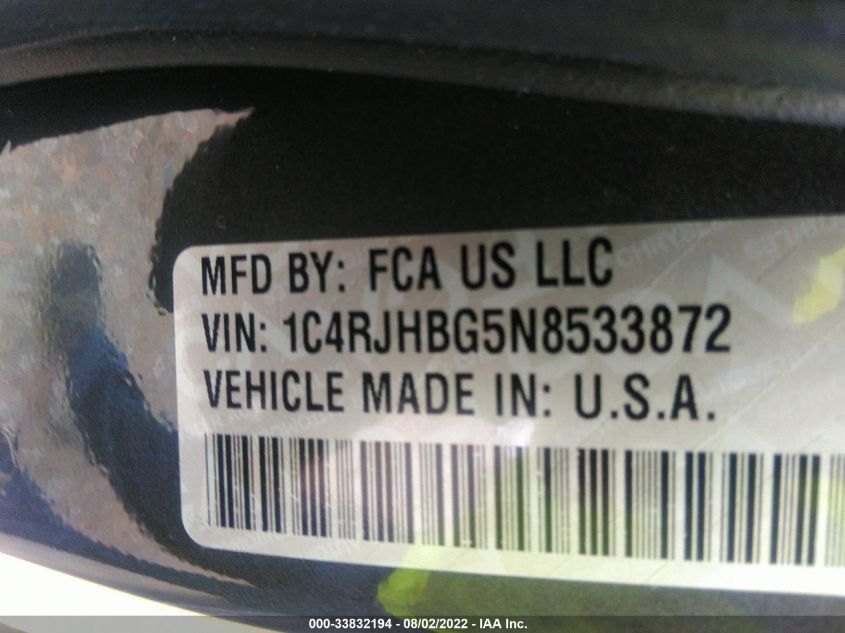 MFD BY: FCA US LLC
VIN: 1C4RJHBG5N8533872
VEHICLE MADE IN: U.S.A.
000-33832194 - 08/02/2022 - IAA Inc.